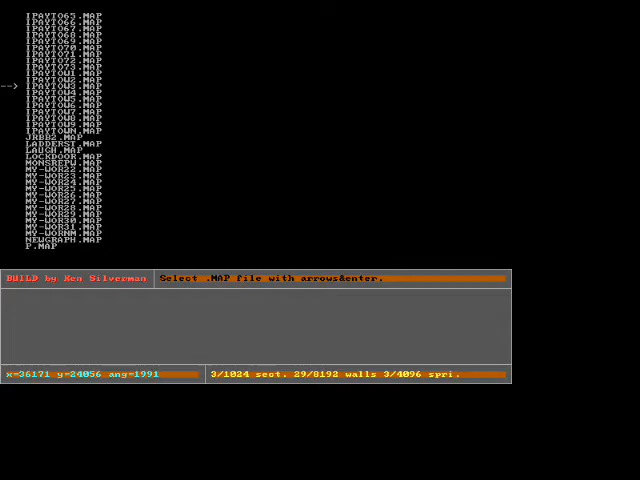 IPAYTO65.MAP
IPAYTO66.MAP
IPAYTO67.MAP
IPAYTO68.MAP
IPAYTO69.MAP
IPAYTO70.MAP
IPAYTO71.MAP
IPAYTO72.MAP
IPAYTO73.MAP
IPAYTOW1.MAP
IPAYTOW2.MAP
--> IPAYTOW3.MAP
IPAYTOW4.MAP
IPAYTOW5.MAP
IPAYTOW6.MAP
IPAYTOW7.MAP
IPAYTOW8.MAP
IPAYTOW9.MAP
IPAYTOWN.MAP
JRBB2.MAP
LADDERST.MAP
LAUGH.MAP
LOCKDOOR.MAP
MONSREPW.MAP
MY-WOR22.MAP
MY-WOR23.MAP
MY-WOR24.MAP
MY-WOR25.MAP
MY-WOR26.MAP
MY-WOR27.MAP
MY-WOR28.MAP
MY-WOR29.MAP
MY-WOR30.MAP
MY-WOR31.MAP
MY-WORNM.MAP
NEWGRAPH.MAP
P.MAP
BUILD by Ken Silverman
Select .MAP file with arrows&enter.
x=36171 y=24056 ang=1991
3/1024 sect. 29/8192 walls 3/4096 spri.